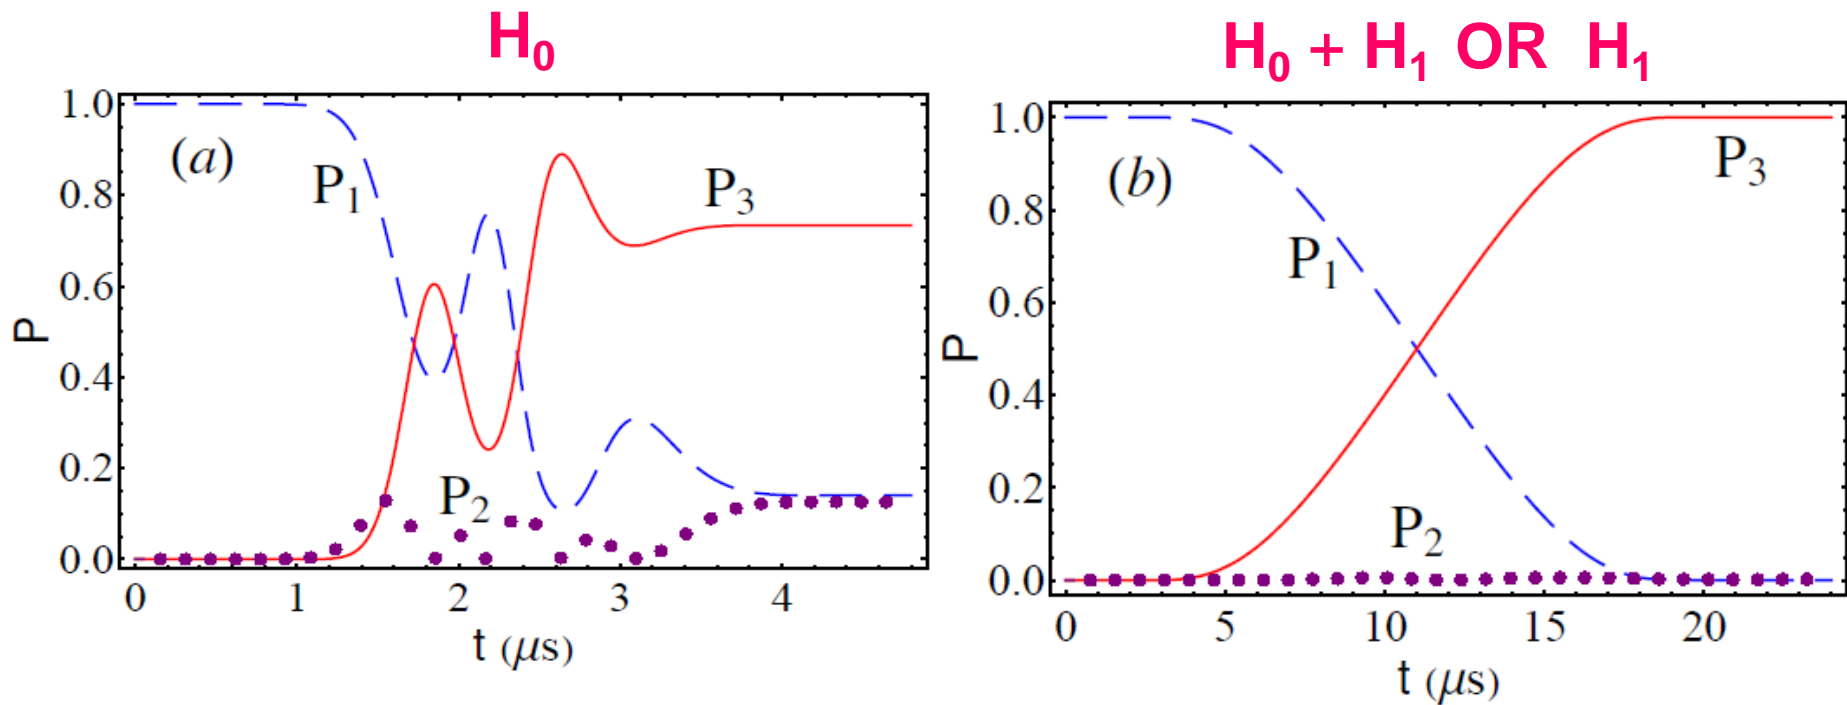 H₀
H₀ + H₁ OR H₁
(a)
P₁
P₂
P₃
P
1.0
0.8
0.6
0.4
0.2
0.0
0 1 2 3 4
t (μs)
(b)
P₁
P₂
P₃
P
1.0
0.8
0.6
0.4
0.2
0.0
0 5 10 15 20
t (μs)